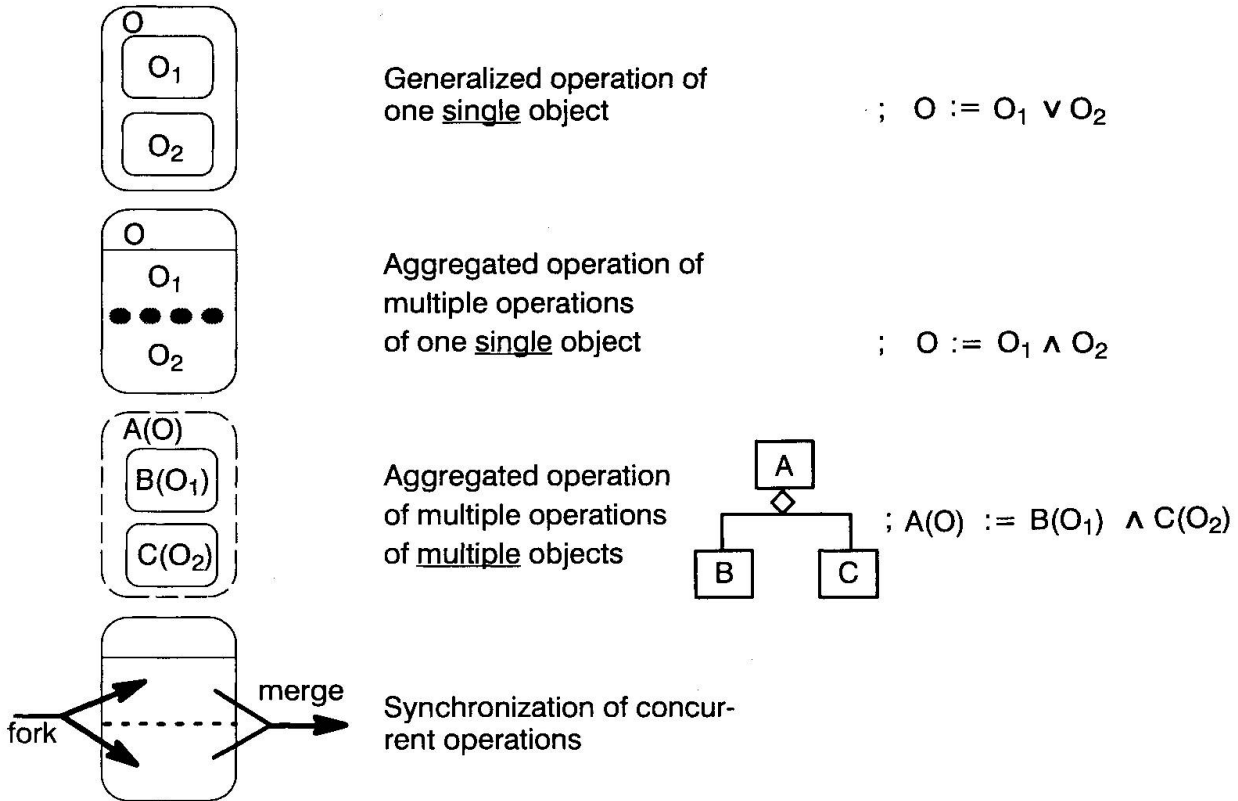 O
O₁
O₂
Generalized operation of
one single object
; O := O₁ ∨ O₂
O
O₁
O₂
Aggregated operation of
multiple operations
of one single object
; O := O₁ ∧ O₂
A(O)
B(O₁)
C(O₂)
Aggregated operation
of multiple operations
of multiple objects
A
B
C
; A(O) := B(O₁) ∧ C(O₂)
fork
merge
Synchronization of concur-
rent operations